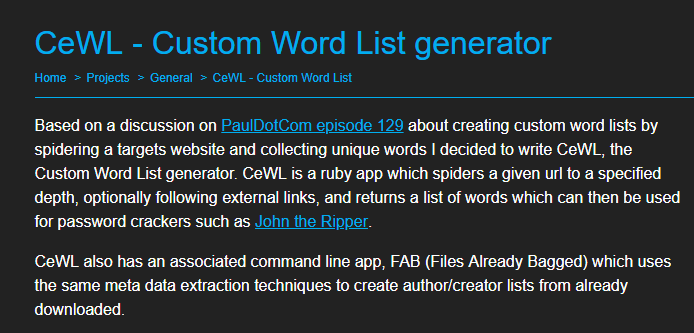 CeWL - Custom Word List generator
Home > Projects > General > CeWL - Custom Word List
Based on a discussion on PaulDotCom episode 129 about creating custom word lists by
spidering a targets website and collecting unique words I decided to write CeWL, the
Custom Word List generator. CeWL is a ruby app which spiders a given url to a specified
depth, optionally following external links, and returns a list of words which can then be used
for password crackers such as John the Ripper.
CeWL also has an associated command line app, FAB (Files Already Bagged) which uses
the same meta data extraction techniques to create author/creator lists from already
downloaded.